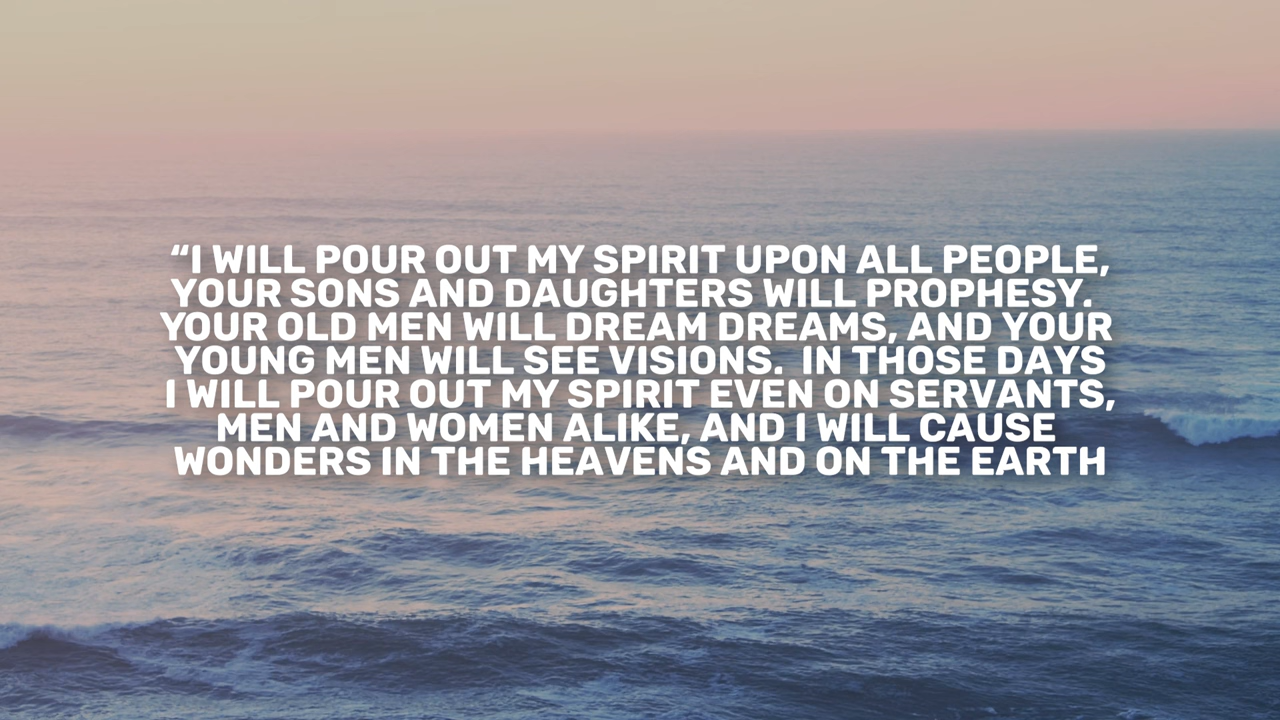 “I WILL POUR OUT MY SPIRIT UPON ALL PEOPLE,
YOUR SONS AND DAUGHTERS WILL PROPHESY.
YOUR OLD MEN WILL DREAM DREAMS, AND YOUR
YOUNG MEN WILL SEE VISIONS.  IN THOSE DAYS
I WILL POUR OUT MY SPIRIT EVEN ON SERVANTS,
MEN AND WOMEN ALIKE, AND I WILL CAUSE
WONDERS IN THE HEAVENS AND ON THE EARTH